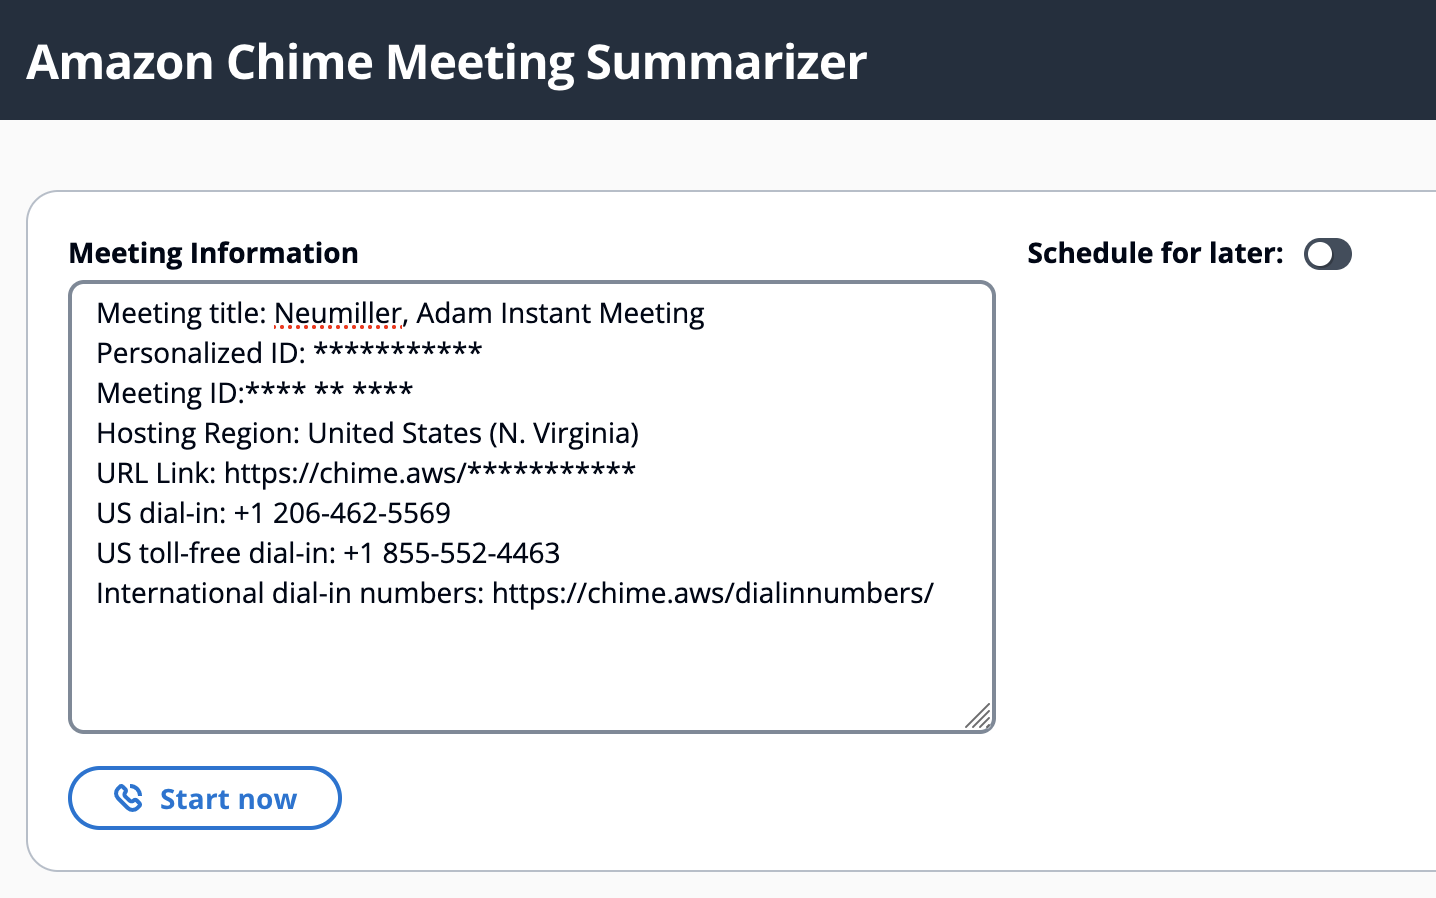 Amazon Chime Meeting Summarizer
Meeting Information
Schedule for later:
Meeting title: Neumiller, Adam Instant Meeting
Personalized ID: ***********
Meeting ID:**** ** ****
Hosting Region: United States (N. Virginia)
URL Link: https://chime.aws/***********
US dial-in: +1 206-462-5569
US toll-free dial-in: +1 855-552-4463
International dial-in numbers: https://chime.aws/dialinnumbers/
Start now